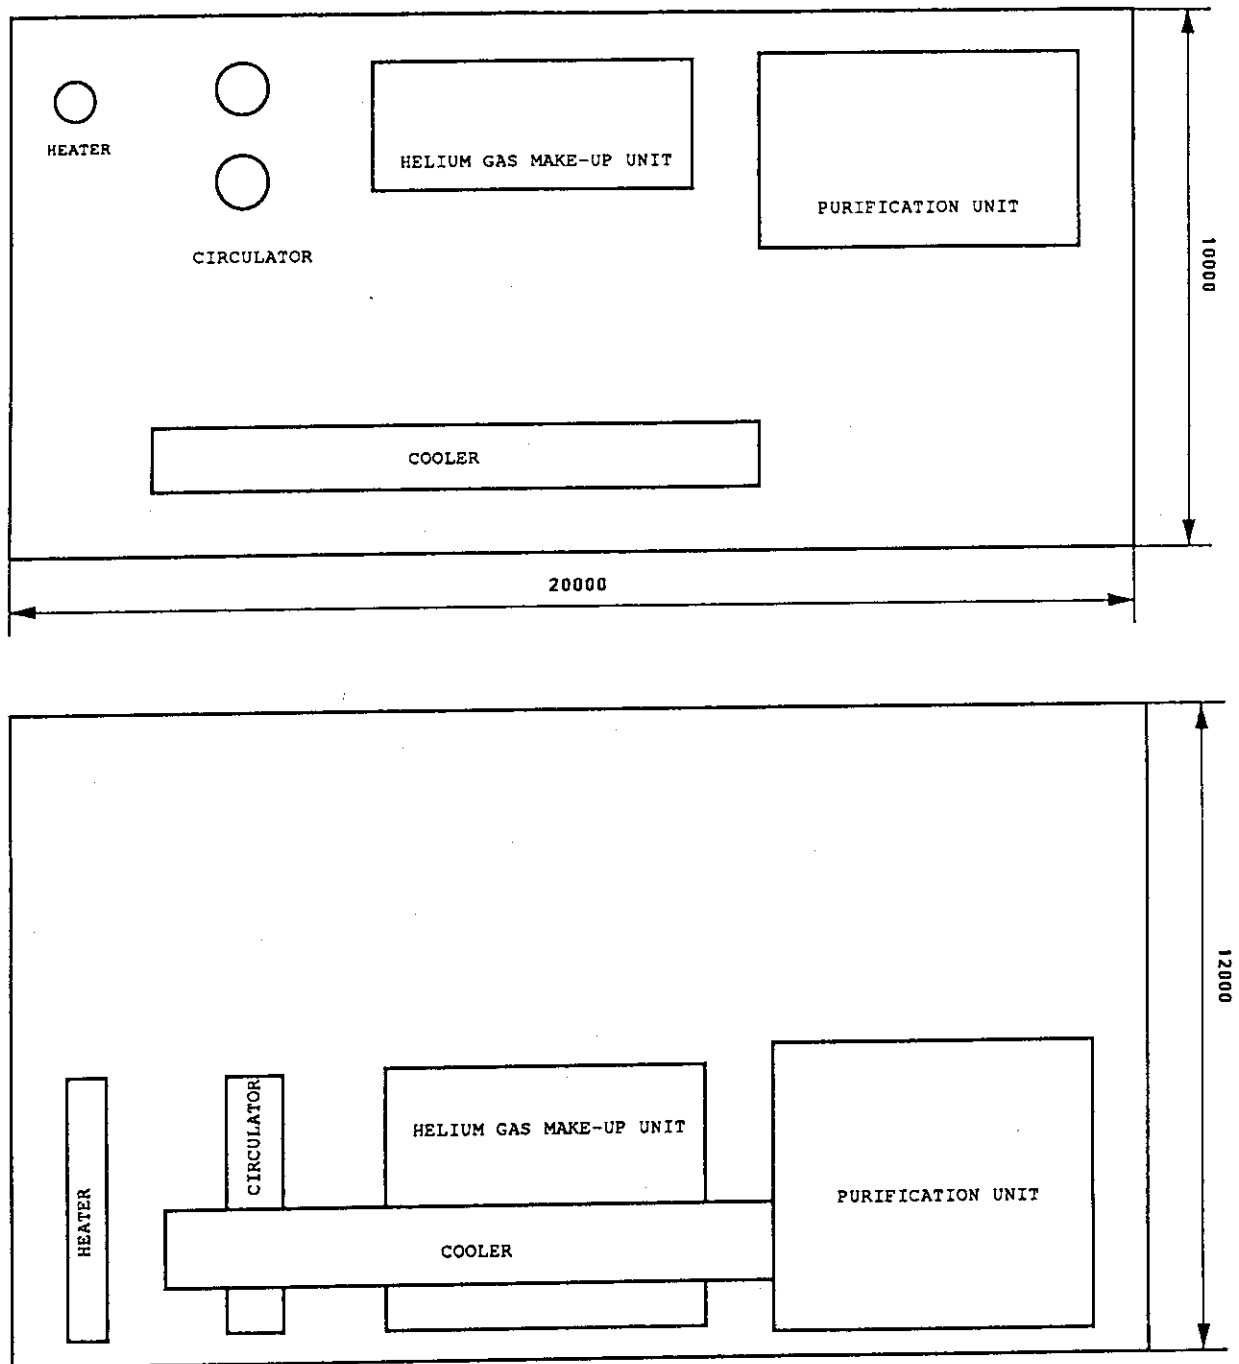 HEATER
CIRCULATOR
HELIUM GAS MAKE-UP UNIT
PURIFICATION UNIT
10000
COOLER
20000
12000
HEATER
CIRCULATOR
HELIUM GAS MAKE-UP UNIT
PURIFICATION UNIT
COOLER